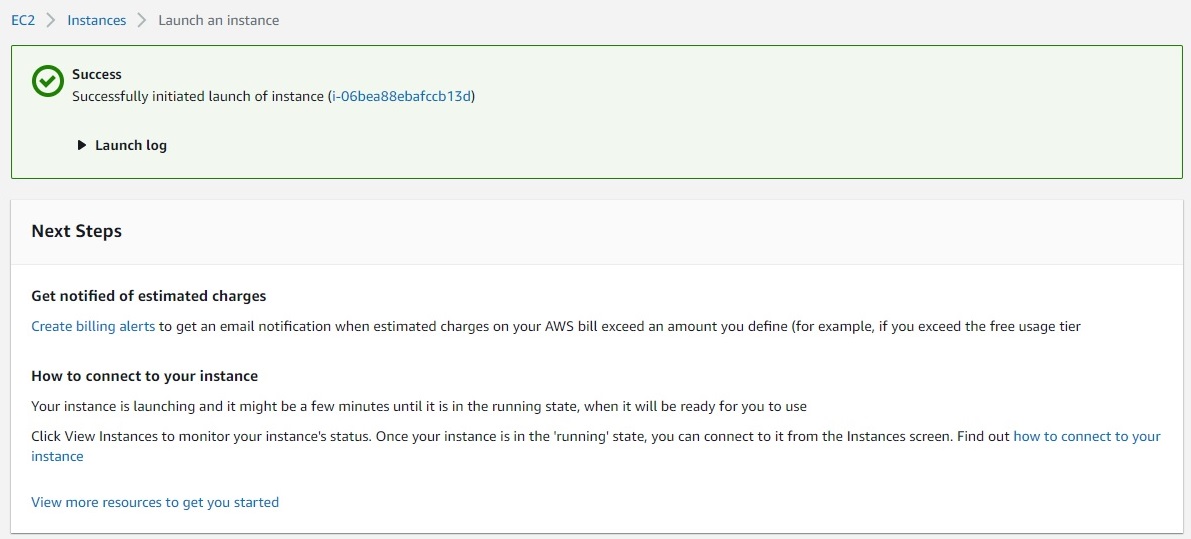 EC2 Instances Launch an instance
Success
Successfully initiated launch of instance (i-06bea88ebafccb13d)
Launch log
Next Steps
Get notified of estimated charges
Create billing alerts to get an email notification when estimated charges on your AWS bill exceed an amount you define (for example, if you exceed the free usage tier
How to connect to your instance
Your instance is launching and it might be a few minutes until it is in the running state, when it will be ready for you to use
Click View Instances to monitor your instance's status. Once your instance is in the 'running' state, you can connect to it from the Instances screen. Find out how to connect to your
instance
View more resources to get you started